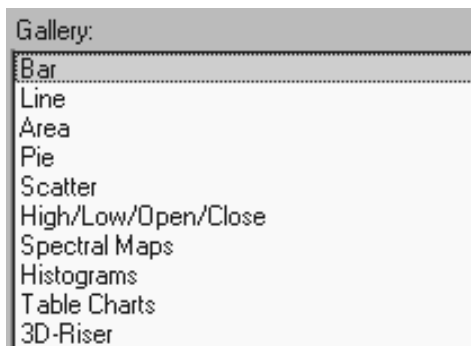 Gallery:
Bar
Line
Area
Pie
Scatter
High/Low/Open/Close
Spectral Maps
Histograms
Table Charts
3D-Riser